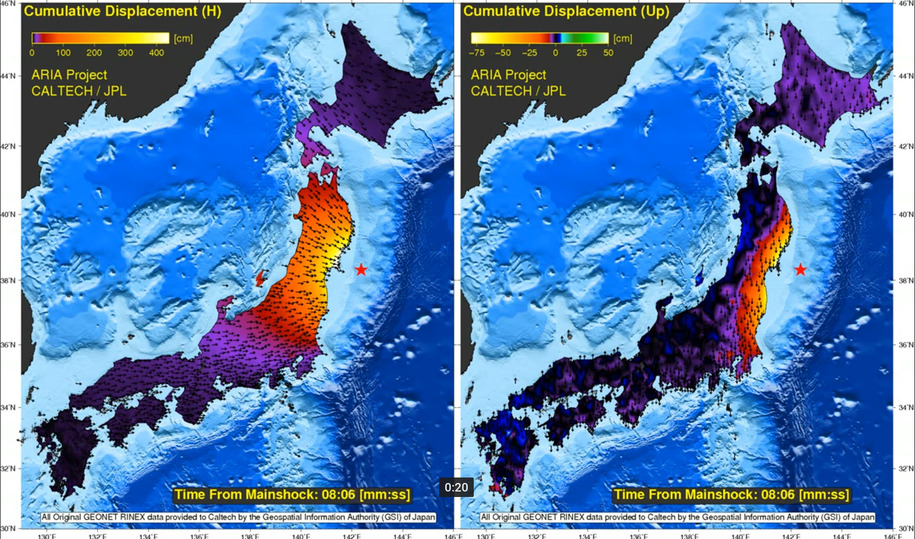 Cumulative Displacement (H)
[cm]
0 100 200 300 400
ARIA Project
CALTECH / JPL
46°N
44°N
42°N
40°N
38°N
36°N
34°N
32°N
30°N
Time From Mainshock: 08:06 [mm:ss]
All Original GEONET RINEX data provided to Caltech by the Geospatial Information Authority (GSI) of Japan
130°E 132°E 134°E 136°E 138°E 140°E 142°E 144°E 146°E
0:20
Cumulative Displacement (Up)
[cm]
−75 −50 −25 0 25 50
ARIA Project
CALTECH / JPL
46°N
44°N
42°N
40°N
38°N
36°N
34°N
32°N
30°N
Time From Mainshock: 08:06 [mm:ss]
All Original GEONET RINEX data provided to Caltech by the Geospatial Information Authority (GSI) of Japan
130°E 132°E 134°E 136°E 138°E 140°E 142°E 144°E 146°E